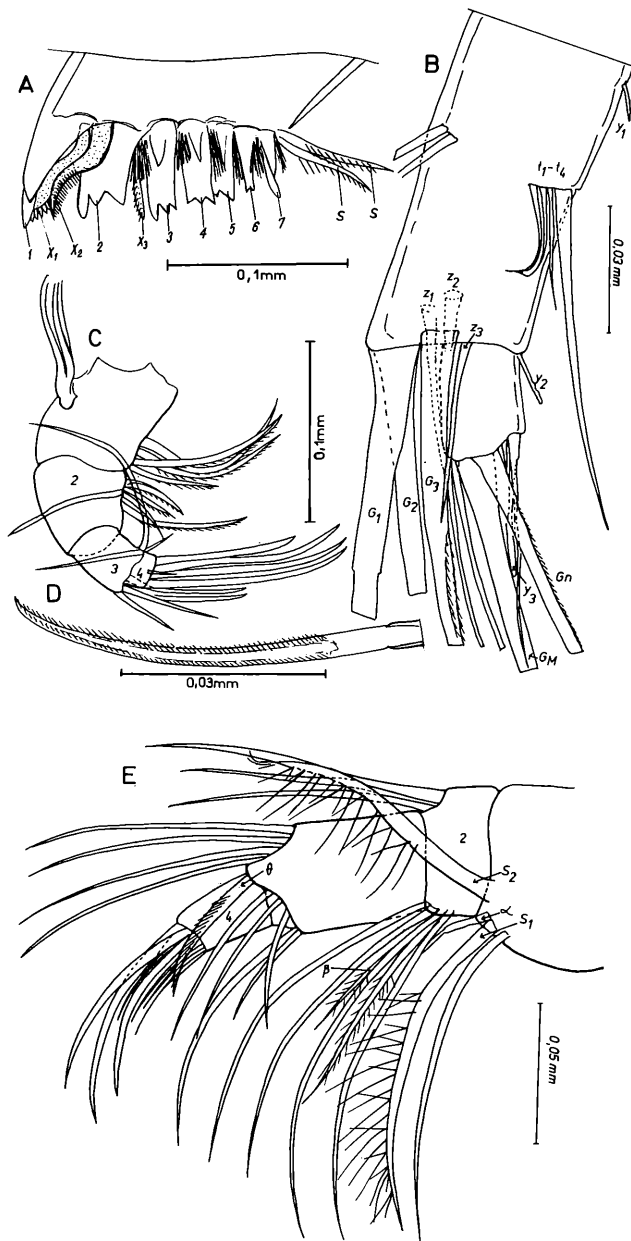 A
1
X₁
X₂
2
X₃
3
4
5
6
7
S
S
0,1mm
B
y₁
t₁-t₄
0,03mm
z₁
z₂
z₃
y₂
G₁
G₂
G₃
y₃
Gn
G_M
C
2
3
4
0,1mm
D
0,03mm
E
2
S₂
α
S₁
θ
4
β
0,05mm